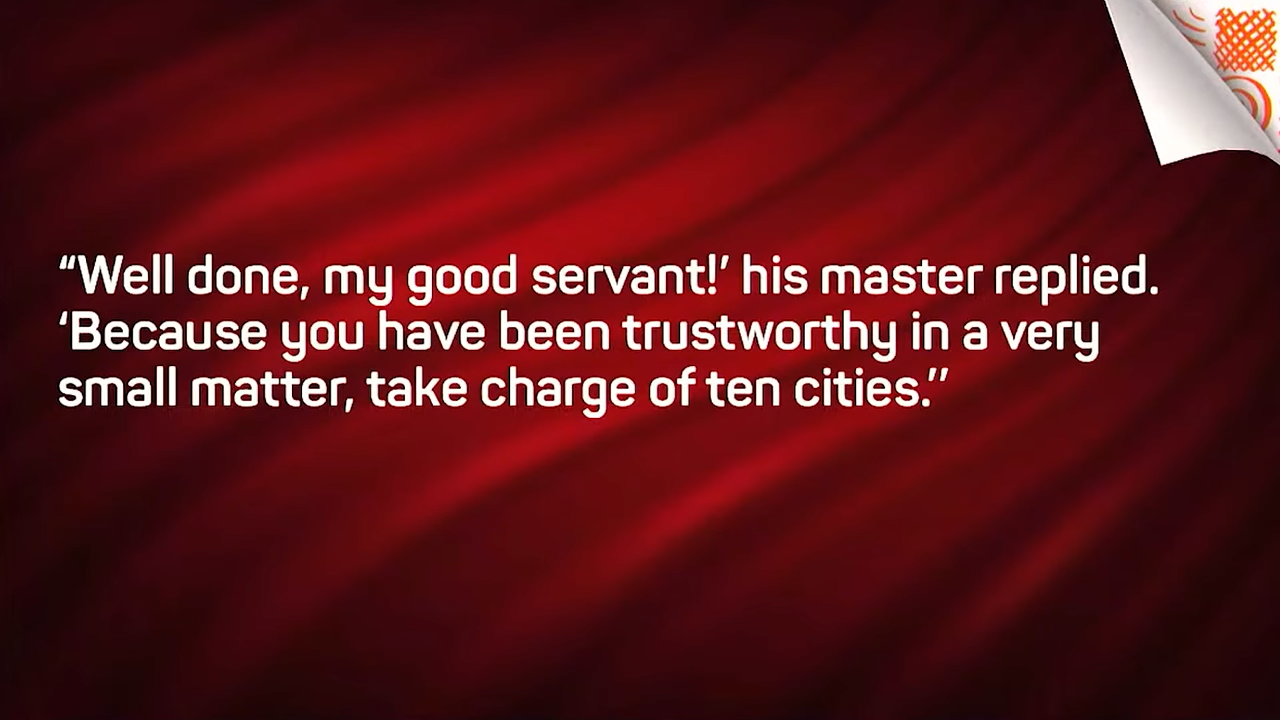 “Well done, my good servant!’ his master replied.
‘Because you have been trustworthy in a very
small matter, take charge of ten cities.’’